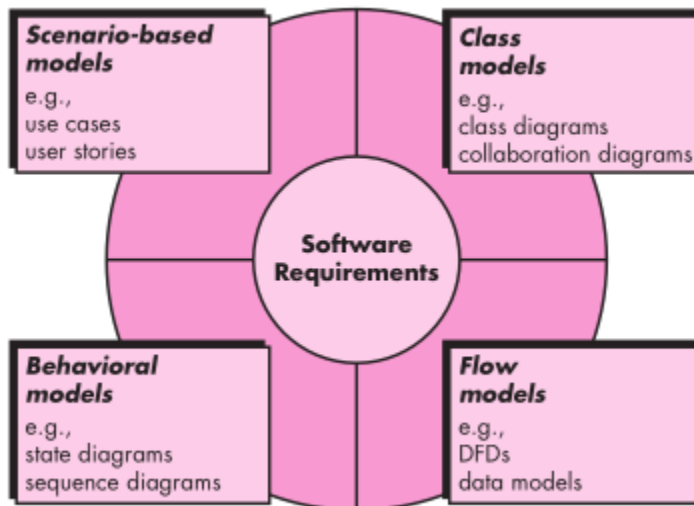 Scenario-based
models
e.g.,
use cases
user stories
Class
models
e.g.,
class diagrams
collaboration diagrams
Software
Requirements
Behavioral
models
e.g.,
state diagrams
sequence diagrams
Flow
models
e.g.,
DFDs
data models